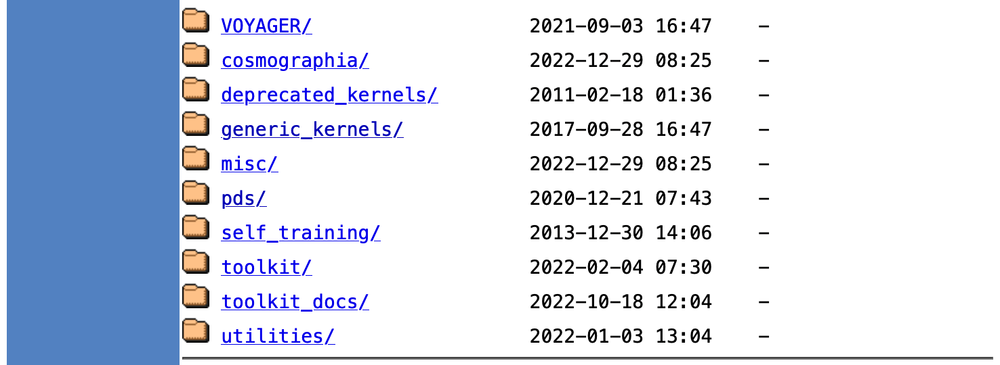 VOYAGER/ 2021-09-03 16:47 -
cosmographia/ 2022-12-29 08:25 -
deprecated_kernels/ 2011-02-18 01:36 -
generic_kernels/ 2017-09-28 16:47 -
misc/ 2022-12-29 08:25 -
pds/ 2020-12-21 07:43 -
self_training/ 2013-12-30 14:06 -
toolkit/ 2022-02-04 07:30 -
toolkit_docs/ 2022-10-18 12:04 -
utilities/ 2022-01-03 13:04 -